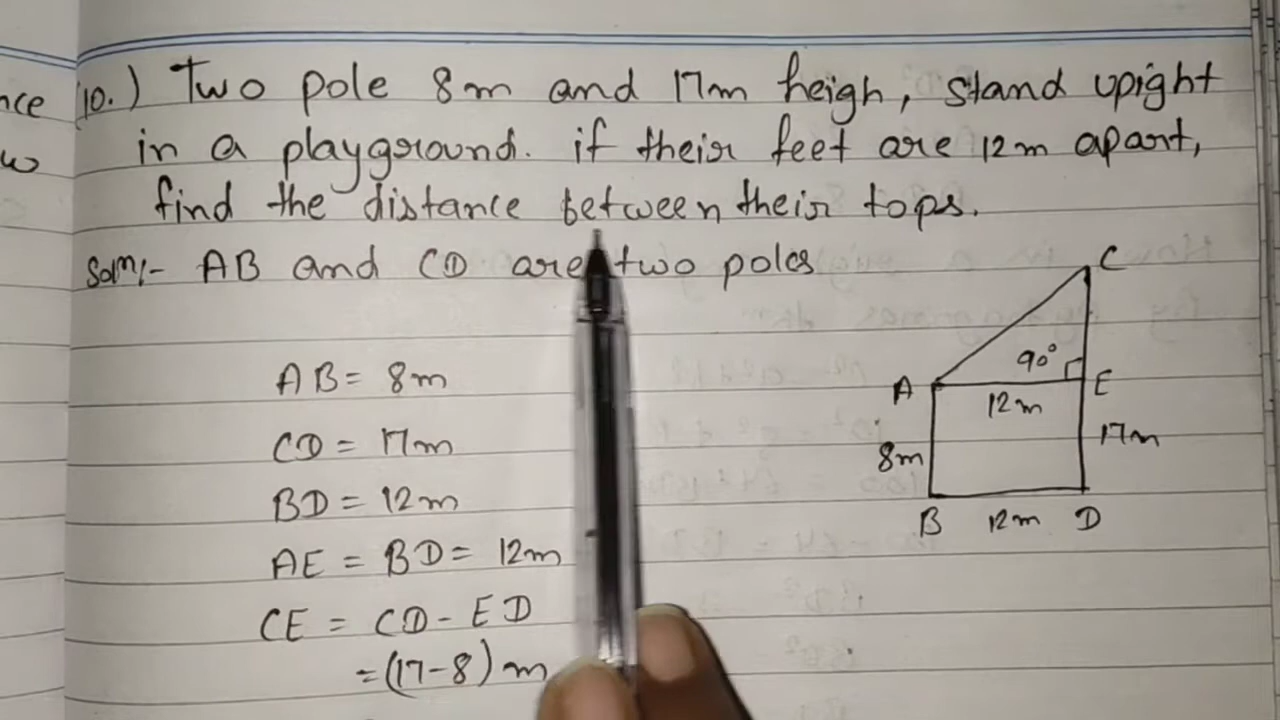 nce
w
10.) Two pole 8m and 17m heigh, stand upight
in a playground. if their feet are 12m apart,
find the distance between their tops.
Soln:- AB and CD are two poles
AB = 8m
CD = 17m
BD = 12m
AE = BD = 12m
CE = CD - ED
= (17-8) m
C
90°
A
E
12m
8m
17m
B 12m D